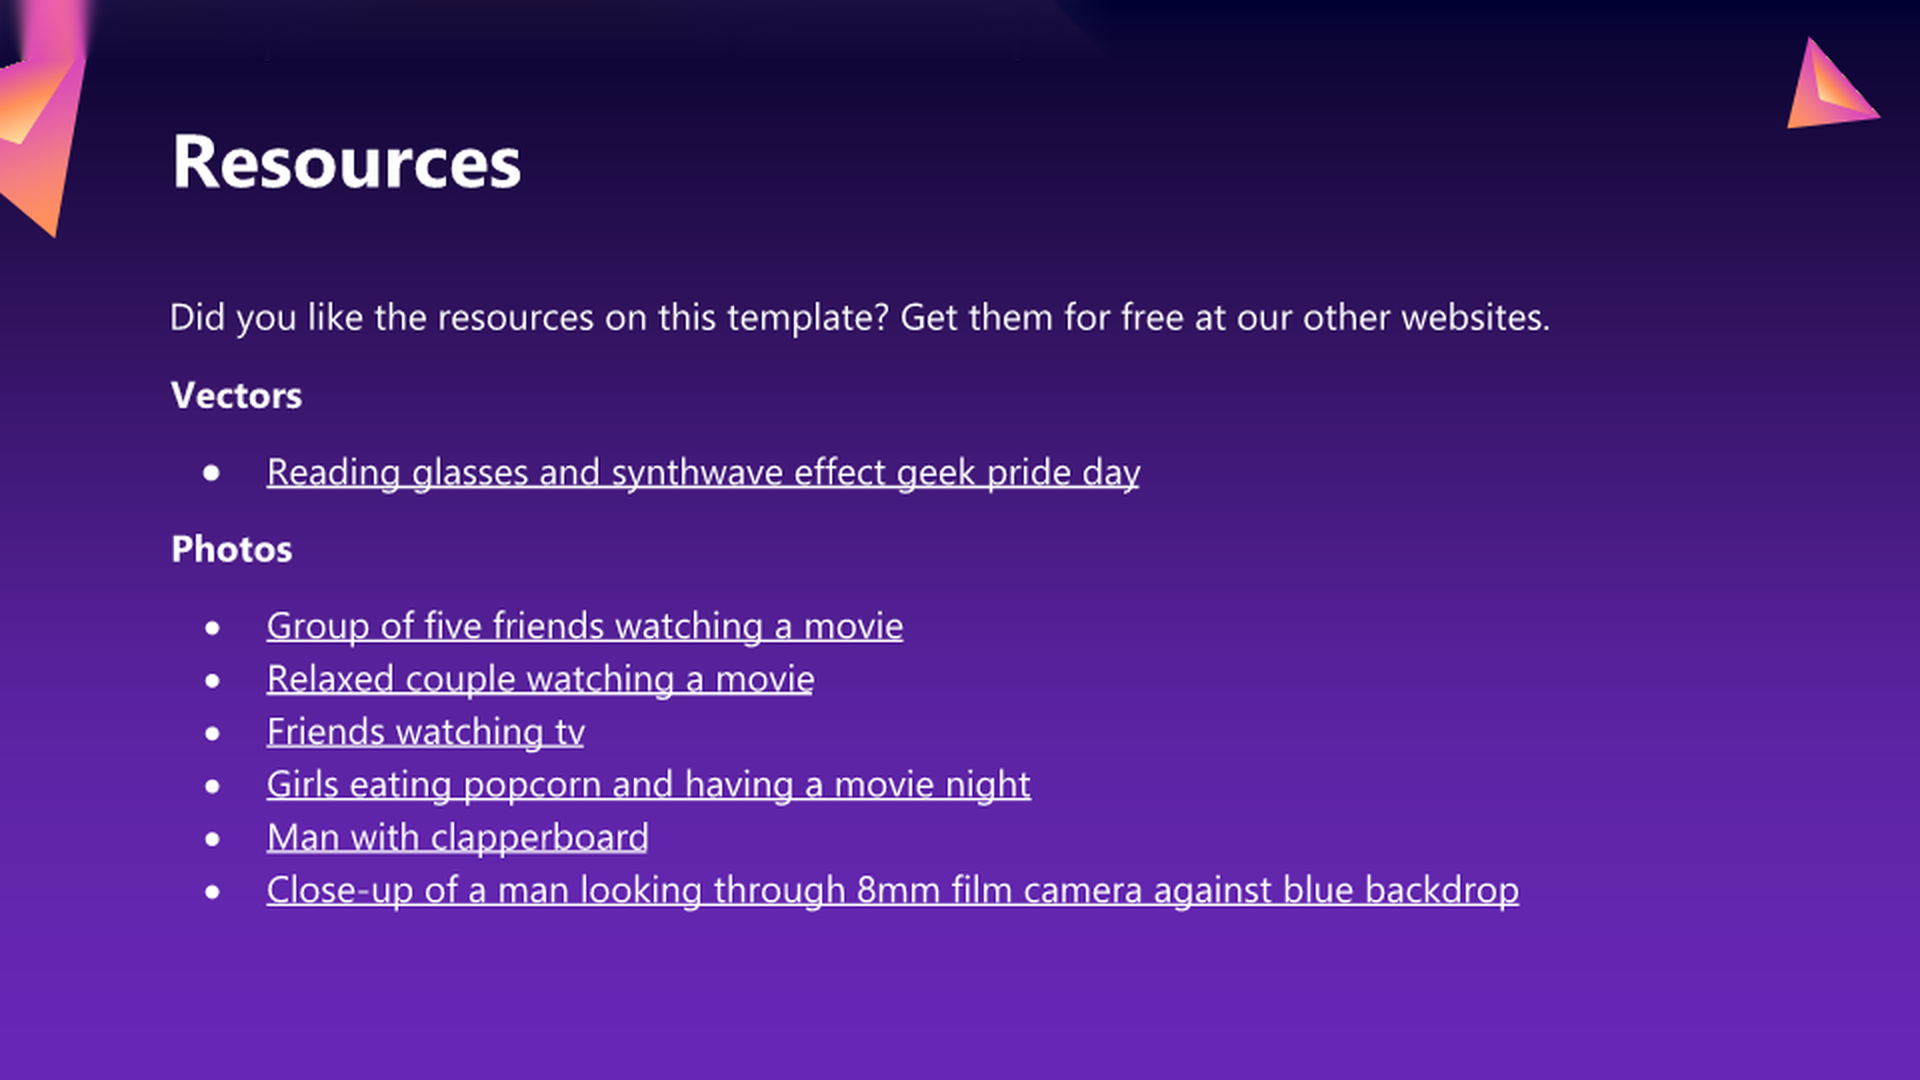 Resources
Did you like the resources on this template? Get them for free at our other websites.
Vectors
● Reading glasses and synthwave effect geek pride day
Photos
● Group of five friends watching a movie
● Relaxed couple watching a movie
● Friends watching tv
● Girls eating popcorn and having a movie night
● Man with clapperboard
● Close-up of a man looking through 8mm film camera against blue backdrop